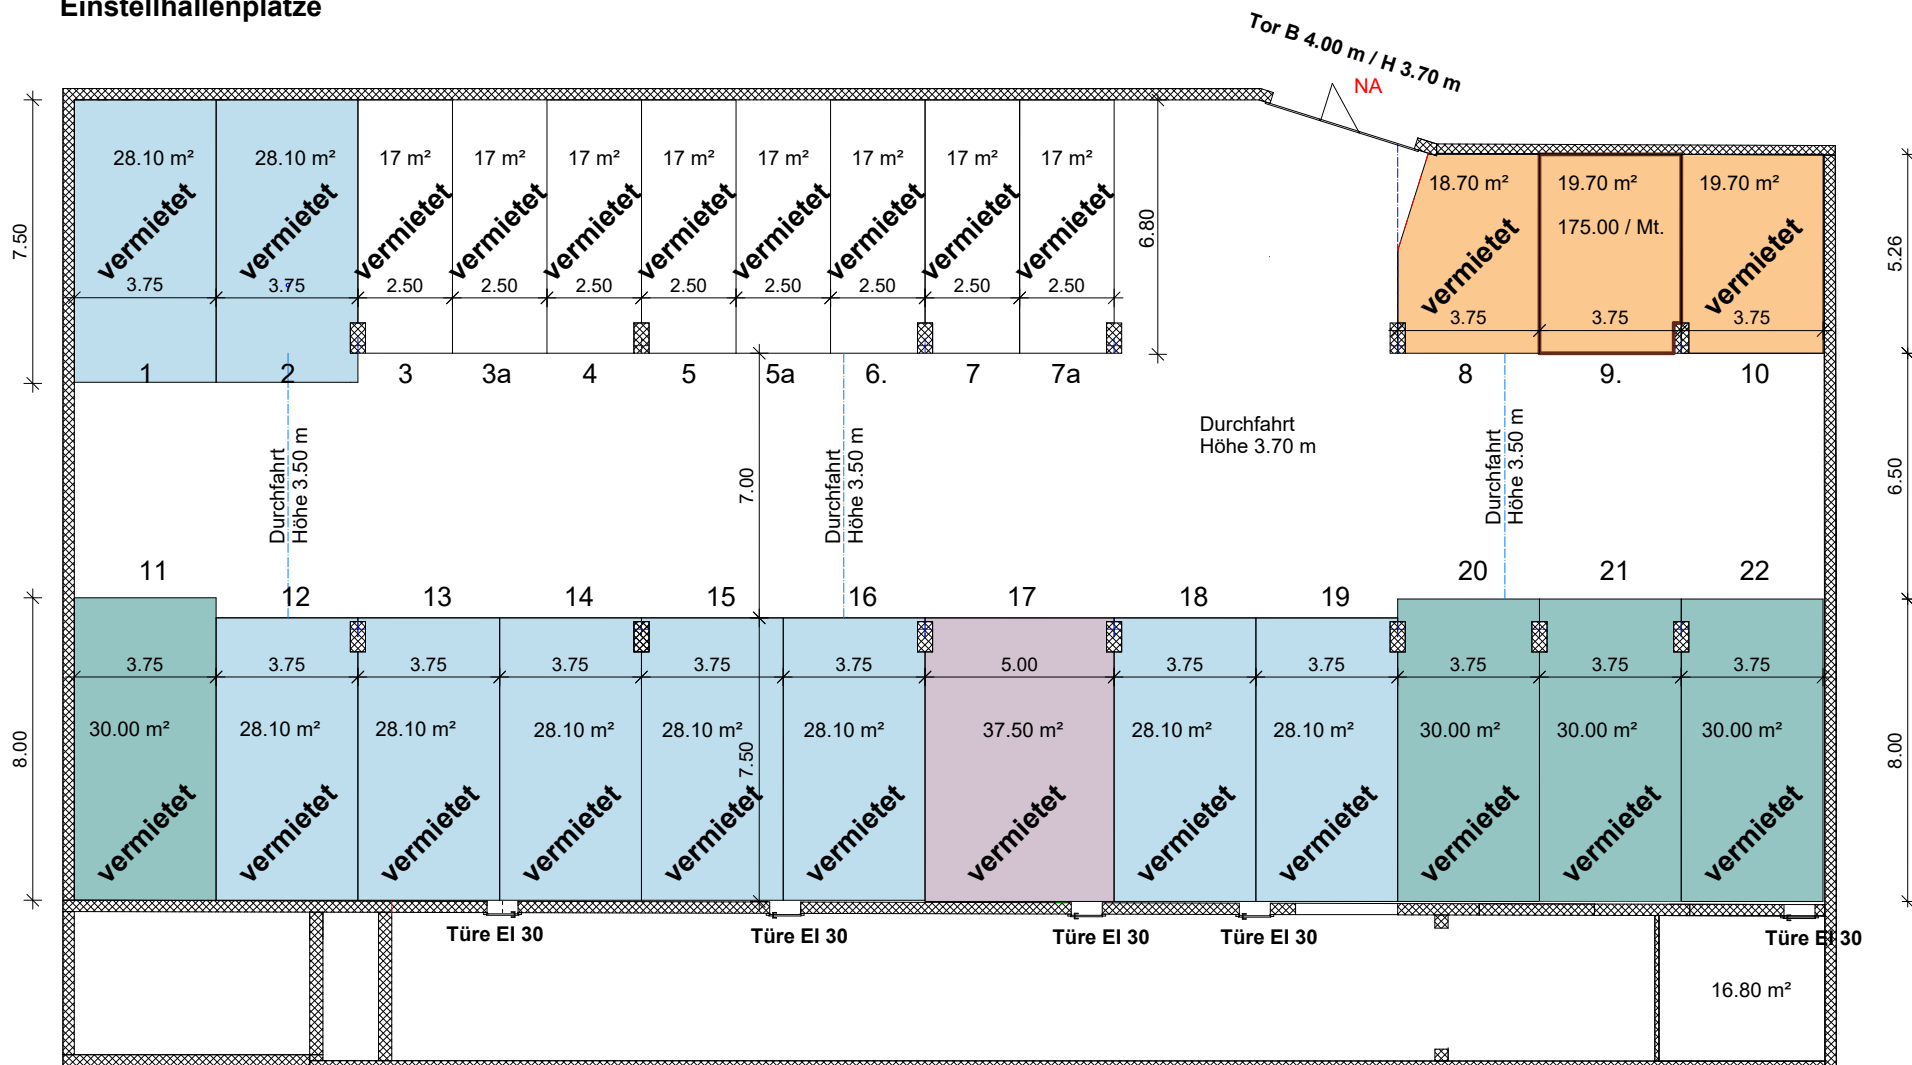 Einstellhallenplätze
Tor B 4.00 m / H 3.70 m
NA
28.10 m²
28.10 m²
17 m²
17 m²
17 m²
17 m²
17 m²
17 m²
17 m²
17 m²
18.70 m²
19.70 m²
19.70 m²
175.00 / Mt.
vermietet
vermietet
vermietet
vermietet
vermietet
vermietet
vermietet
vermietet
vermietet
vermietet
vermietet
vermietet
7.50
6.80
5.26
3.75
3.75
2.50
2.50
2.50
2.50
2.50
2.50
2.50
2.50
3.75
3.75
3.75
1
2
3
3a
4
5
5a
6.
7
7a
8
9.
10
Durchfahrt
Höhe 3.50 m
7.00
Durchfahrt
Höhe 3.50 m
Durchfahrt
Höhe 3.70 m
Durchfahrt
Höhe 3.50 m
6.50
11
12
13
14
15
16
17
18
19
20
21
22
3.75
3.75
3.75
3.75
3.75
3.75
5.00
3.75
3.75
3.75
3.75
3.75
30.00 m²
28.10 m²
28.10 m²
28.10 m²
28.10 m²
28.10 m²
37.50 m²
28.10 m²
28.10 m²
30.00 m²
30.00 m²
30.00 m²
8.00
7.50
8.00
vermietet
vermietet
vermietet
vermietet
vermietet
vermietet
vermietet
vermietet
vermietet
vermietet
vermietet
vermietet
Türe EI 30
Türe EI 30
Türe EI 30
Türe EI 30
Türe EI 30
16.80 m²